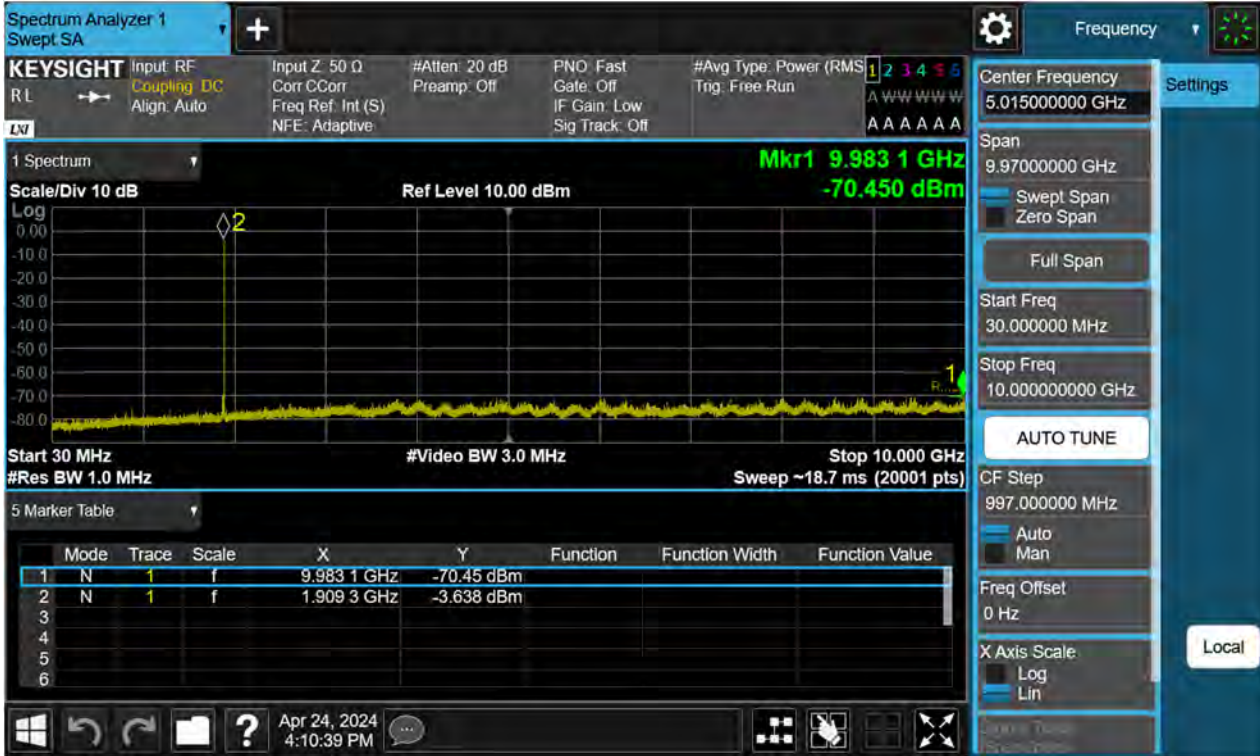 Spectrum Analyzer 1
Swept SA
+
Frequency
KEYSIGHT
RL
LXI
Input: RF
Coupling: DC
Align: Auto
Input Z: 50 Ω
Corr CCorr
Freq Ref: Int (S)
NFE: Adaptive
#Atten: 20 dB
Preamp: Off
PNO: Fast
Gate: Off
IF Gain: Low
Sig Track: Off
#Avg Type: Power (RMS
Trig: Free Run
1 2 3 4 5 6
A W W W W W
A A A A A A
1 Spectrum
Scale/Div 10 dB
Ref Level 10.00 dBm
Mkr1 9.983 1 GHz
-70.450 dBm
Log
0.00
-10.0
-20.0
-30.0
-40.0
-50.0
-60.0
-70.0
-80.0
2
1
R
Start 30 MHz
#Video BW 3.0 MHz
Stop 10.000 GHz
#Res BW 1.0 MHz
Sweep ~18.7 ms (20001 pts)
5 Marker Table
Mode Trace Scale X Y Function Function Width Function Value
1 N 1 f 9.983 1 GHz -70.45 dBm
2 N 1 f 1.909 3 GHz -3.638 dBm
3
4
5
6
Center Frequency
5.015000000 GHz
Settings
Span
9.97000000 GHz
Swept Span
Zero Span
Full Span
Start Freq
30.000000 MHz
Stop Freq
10.000000000 GHz
AUTO TUNE
CF Step
997.000000 MHz
Auto
Man
Freq Offset
0 Hz
X Axis Scale
Log
Lin
Local
?
Apr 24, 2024
4:10:39 PM